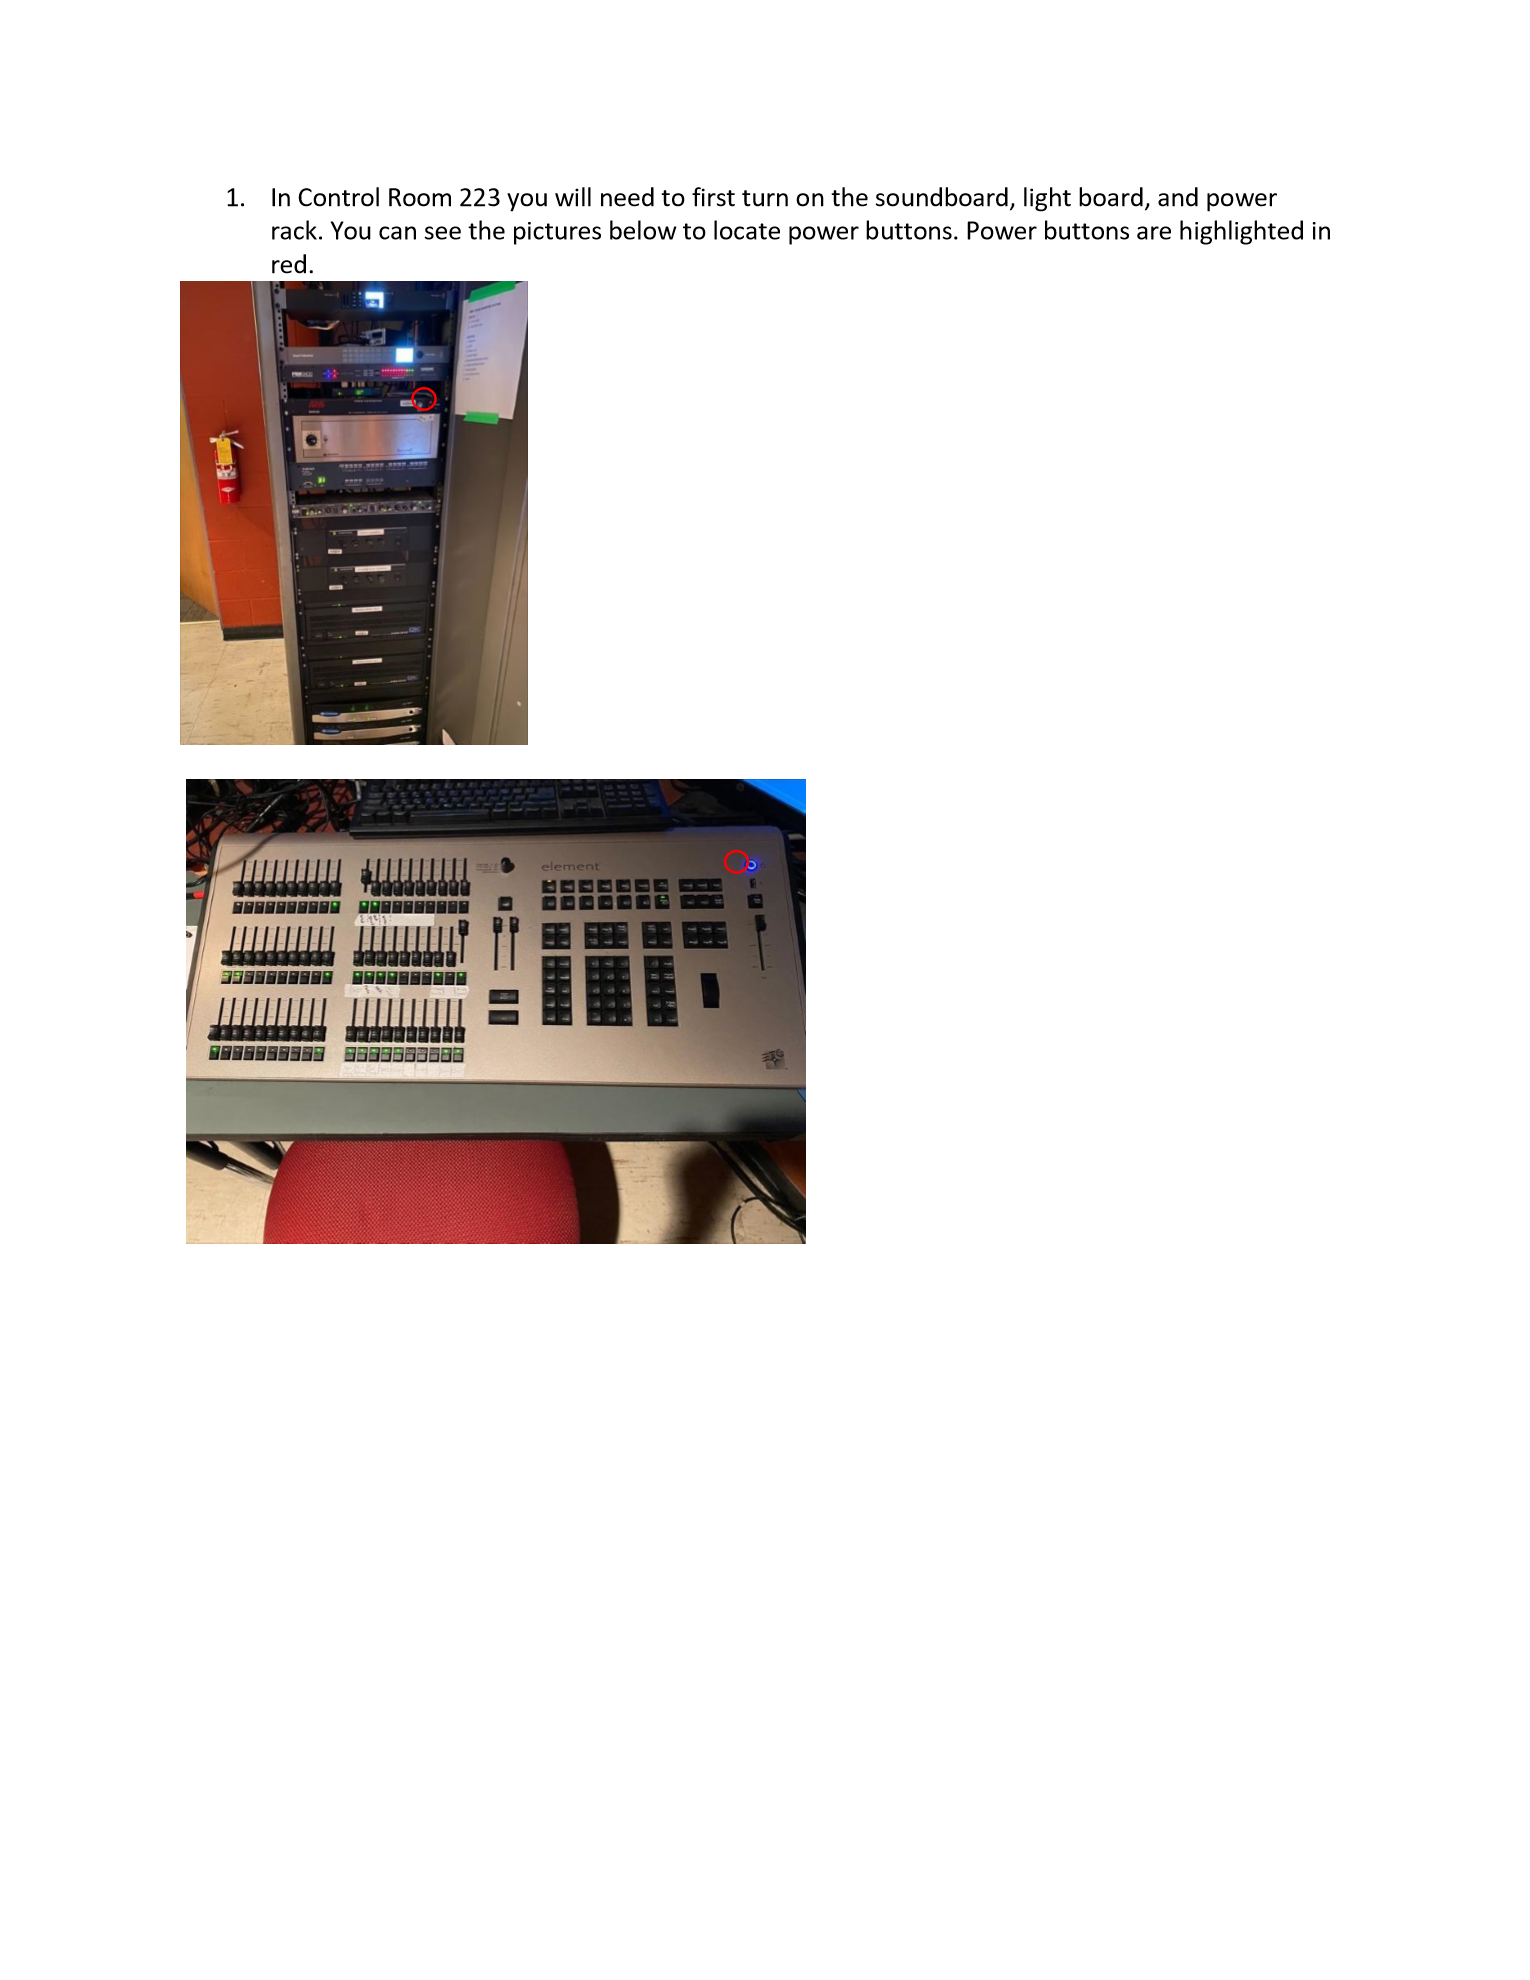 1. In Control Room 223 you will need to first turn on the soundboard, light board, and power
rack. You can see the pictures below to locate power buttons. Power buttons are highlighted in
red.
element